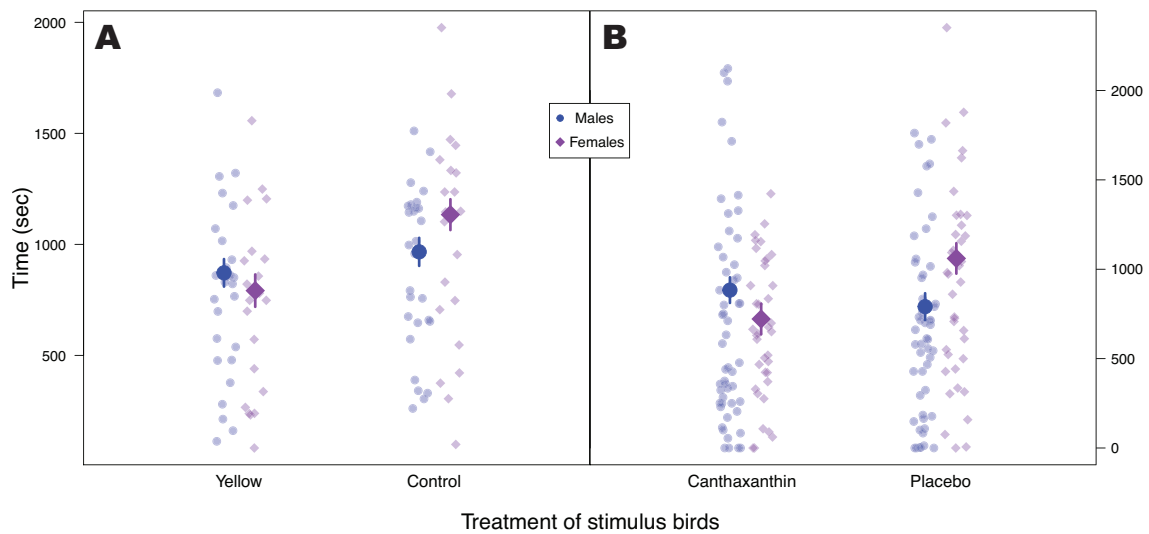 A
B
2000
1500
1000
500
Time (sec)
Males
Females
2000
1500
1000
500
0
Yellow
Control
Canthaxanthin
Placebo
Treatment of stimulus birds